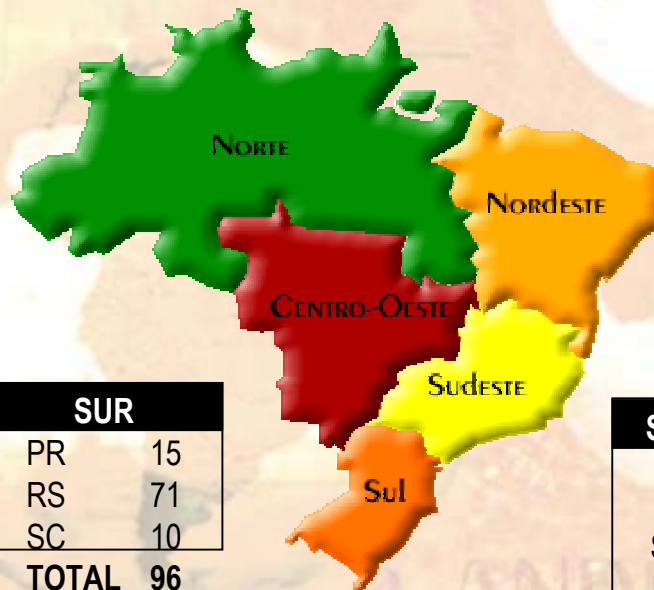 Norte
Nordeste
Centro-Oeste
Sudeste
Sul
SUR
PR 15
RS 71
SC 10
TOTAL 96
S
S